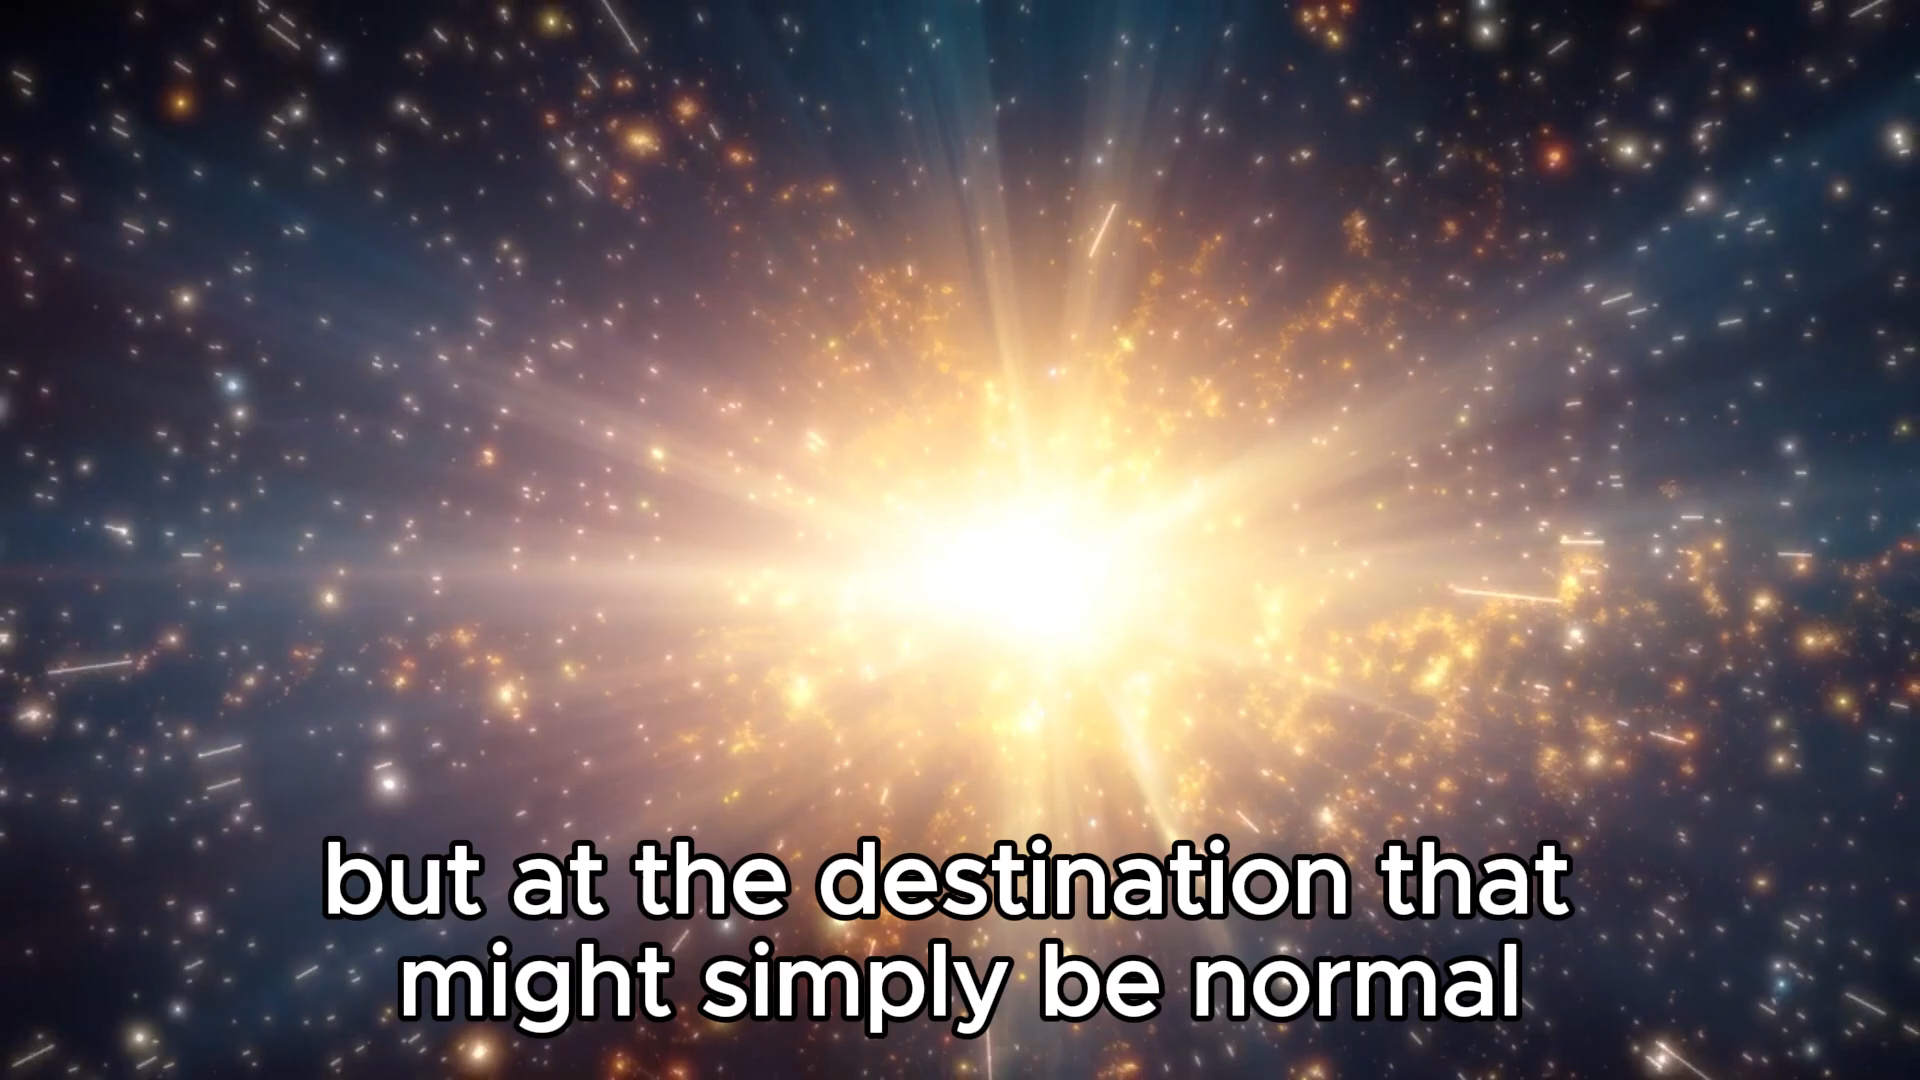 but at the destination that
might simply be normal